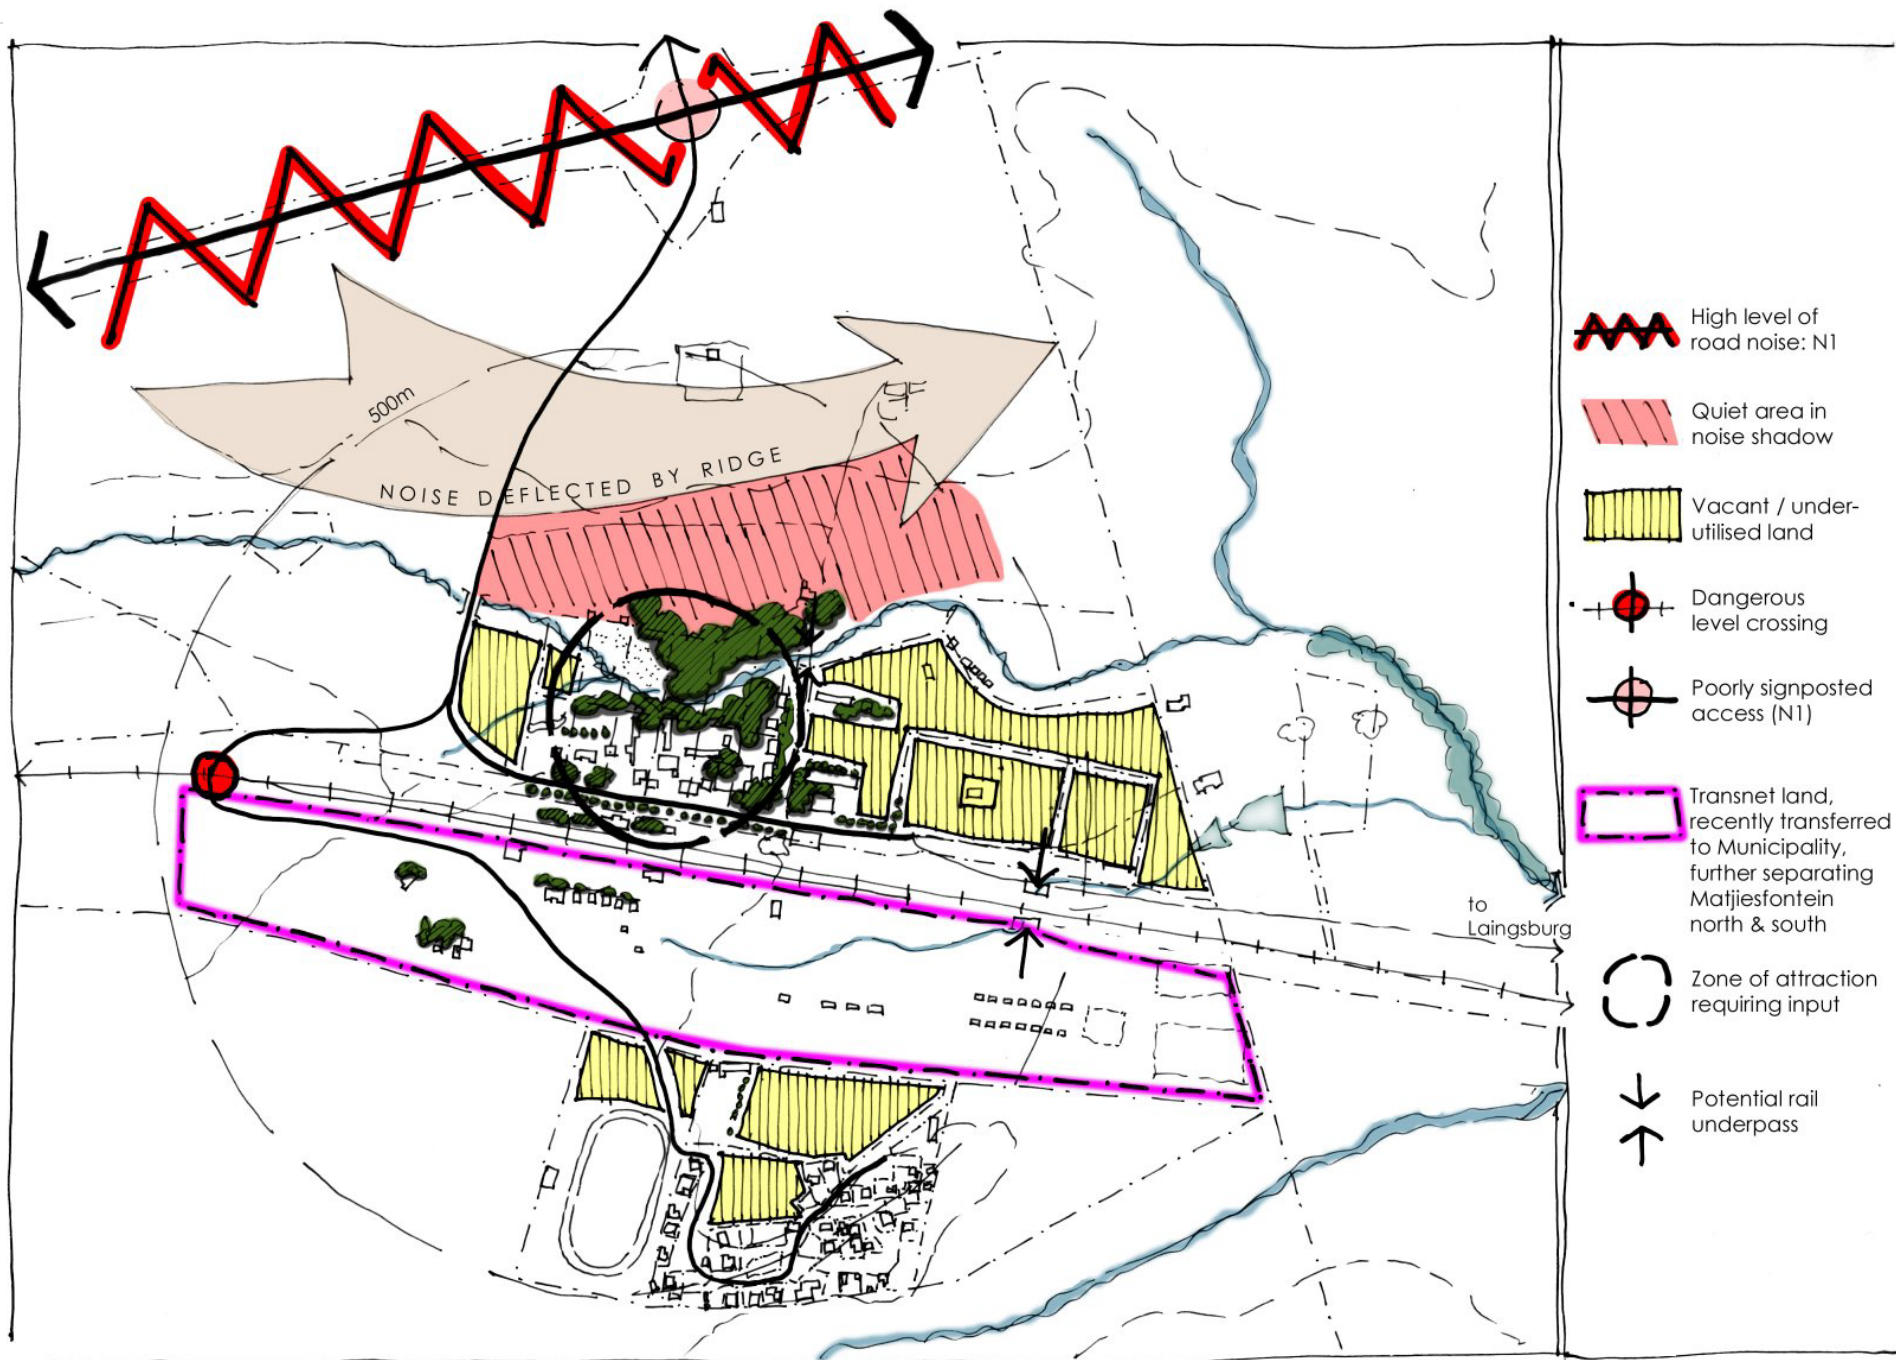 500m
NOISE DEFLECTED BY RIDGE
to
Laingsburg
High level of
road noise: N1
Quiet area in
noise shadow
Vacant / under-
utilised land
Dangerous
level crossing
Poorly signposted
access (N1)
Transnet land,
recently transferred
to Municipality,
further separating
Matjiesfontein
north & south
Zone of attraction
requiring input
Potential rail
underpass